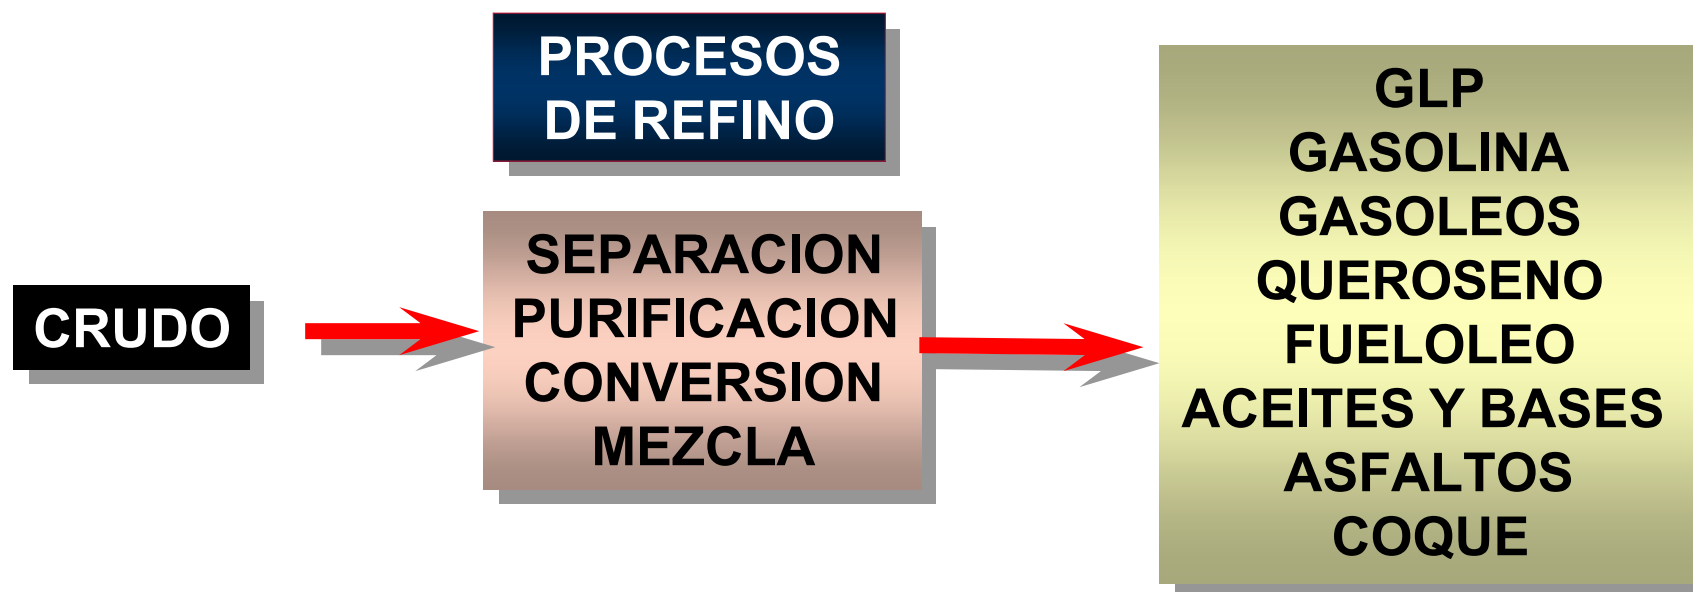 PROCESOS
DE REFINO
CRUDO
SEPARACION
PURIFICACION
CONVERSION
MEZCLA
GLP
GASOLINA
GASOLEOS
QUEROSENO
FUELOLEO
ACEITES Y BASES
ASFALTOS
COQUE